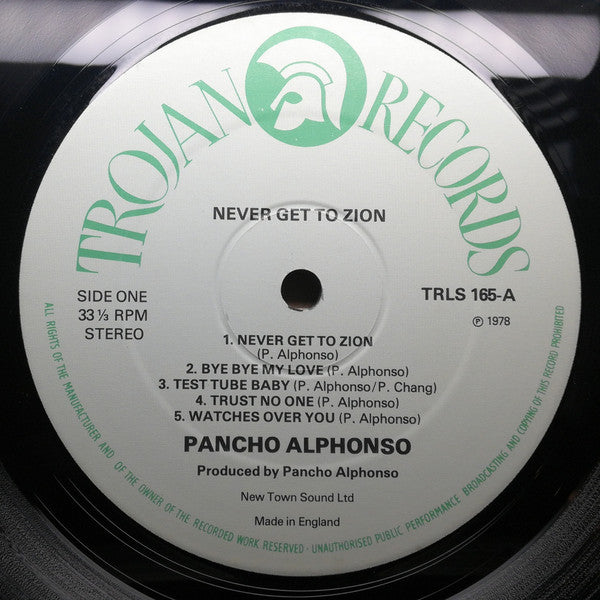 TROJAN RECORDS
NEVER GET TO ZION
SIDE ONE
33 ⅓ RPM
STEREO
TRLS 165-A
℗ 1978
1. NEVER GET TO ZION
(P. Alphonso)
2. BYE BYE MY LOVE (P. Alphonso)
3. TEST TUBE BABY (P. Alphonso/P. Chang)
4. TRUST NO ONE (P. Alphonso)
5. WATCHES OVER YOU (P. Alphonso)
PANCHO ALPHONSO
Produced by Pancho Alphonso
New Town Sound Ltd
Made in England
ALL RIGHTS OF THE MANUFACTURER AND OF THE OWNER OF THE RECORDED WORK RESERVED · UNAUTHORISED PUBLIC PERFORMANCE BROADCASTING AND COPYING OF THIS RECORD PROHIBITED